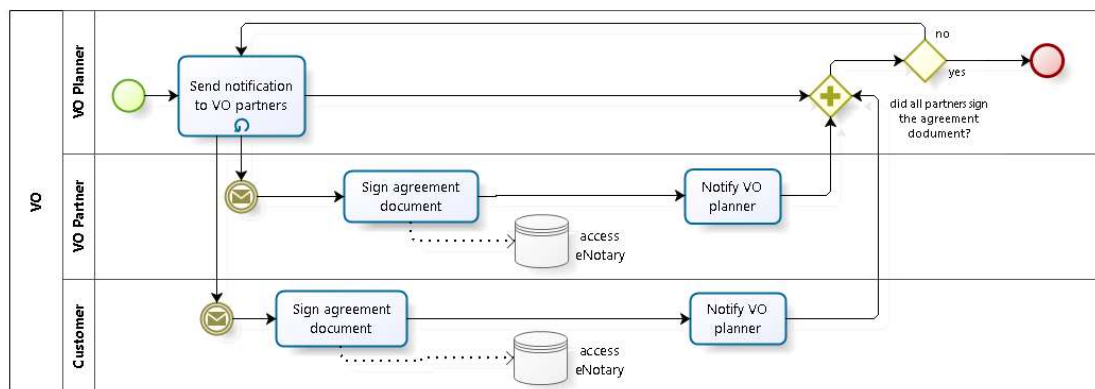 VO
VO Planner
Send notification
to VO partners
no
yes
did all partners sign
the agreement
dodument?
VO Partner
Sign agreement
document
Notify VO
planner
access
eNotary
Customer
Sign agreement
document
Notify VO
planner
access
eNotary